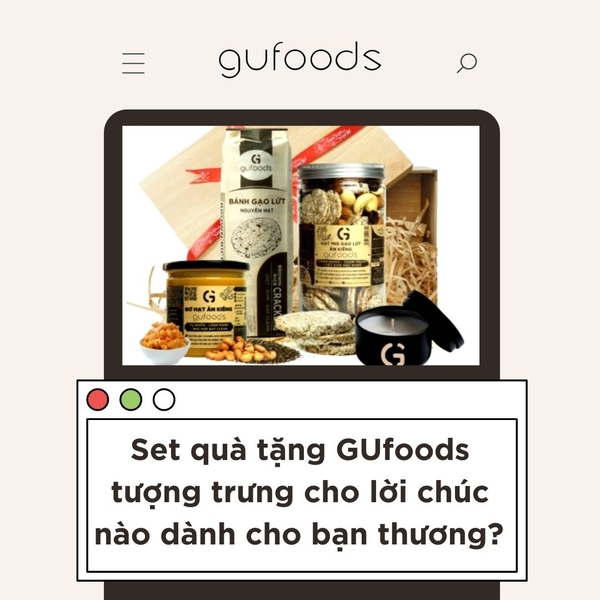 gufoods
G
gufoods
BÁNH GẠO LỨT
NGUYÊN HẠT
CRACK
G
HẠT MIX GẠO LỨT
ĂN KIÊNG
gufoods
G
BƠ HẠT ĂN KIÊNG
gufoods
G
Set quà tặng GUfoods
tượng trưng cho lời chúc
nào dành cho bạn thương?